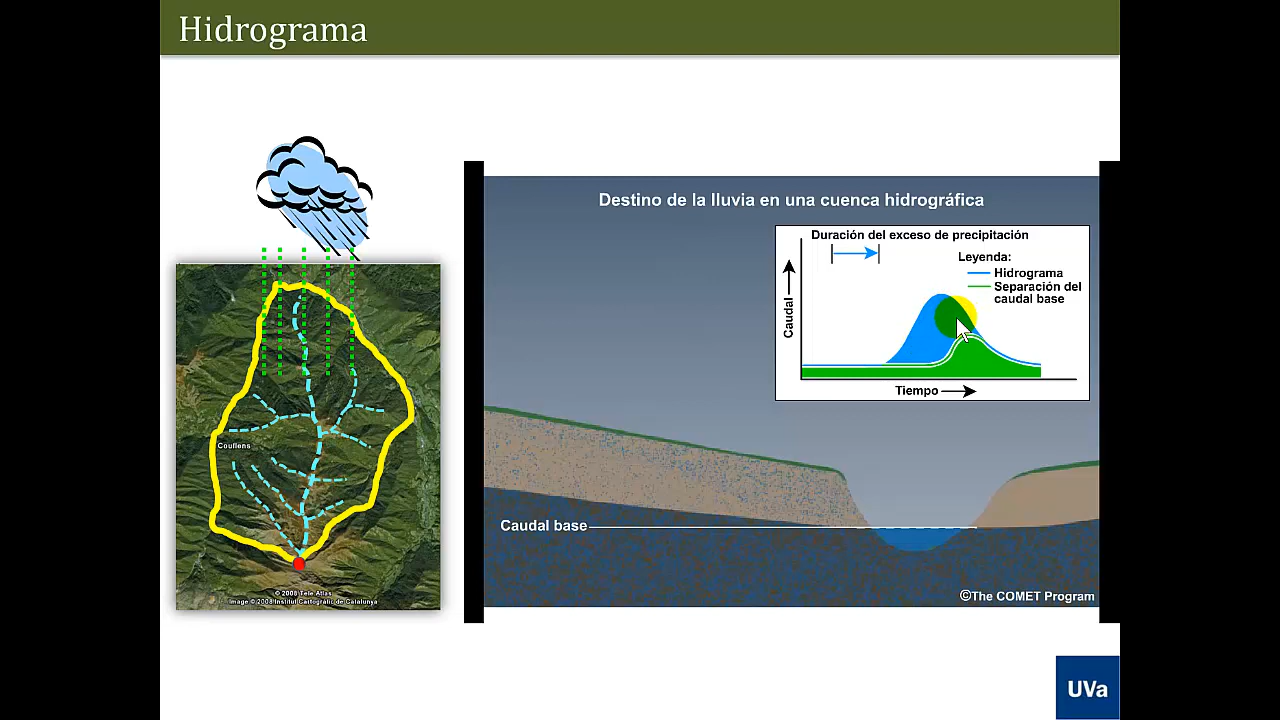 Hidrograma
Destino de la lluvia en una cuenca hidrográfica
Duración del exceso de precipitación
Leyenda:
Hidrograma
Separación del
caudal base
Caudal
Tiempo
Couflens
Caudal base
© 2008 Tele Atlas
Image © 2008 Institut Cartogràfic de Catalunya
©The COMET Program
UVa